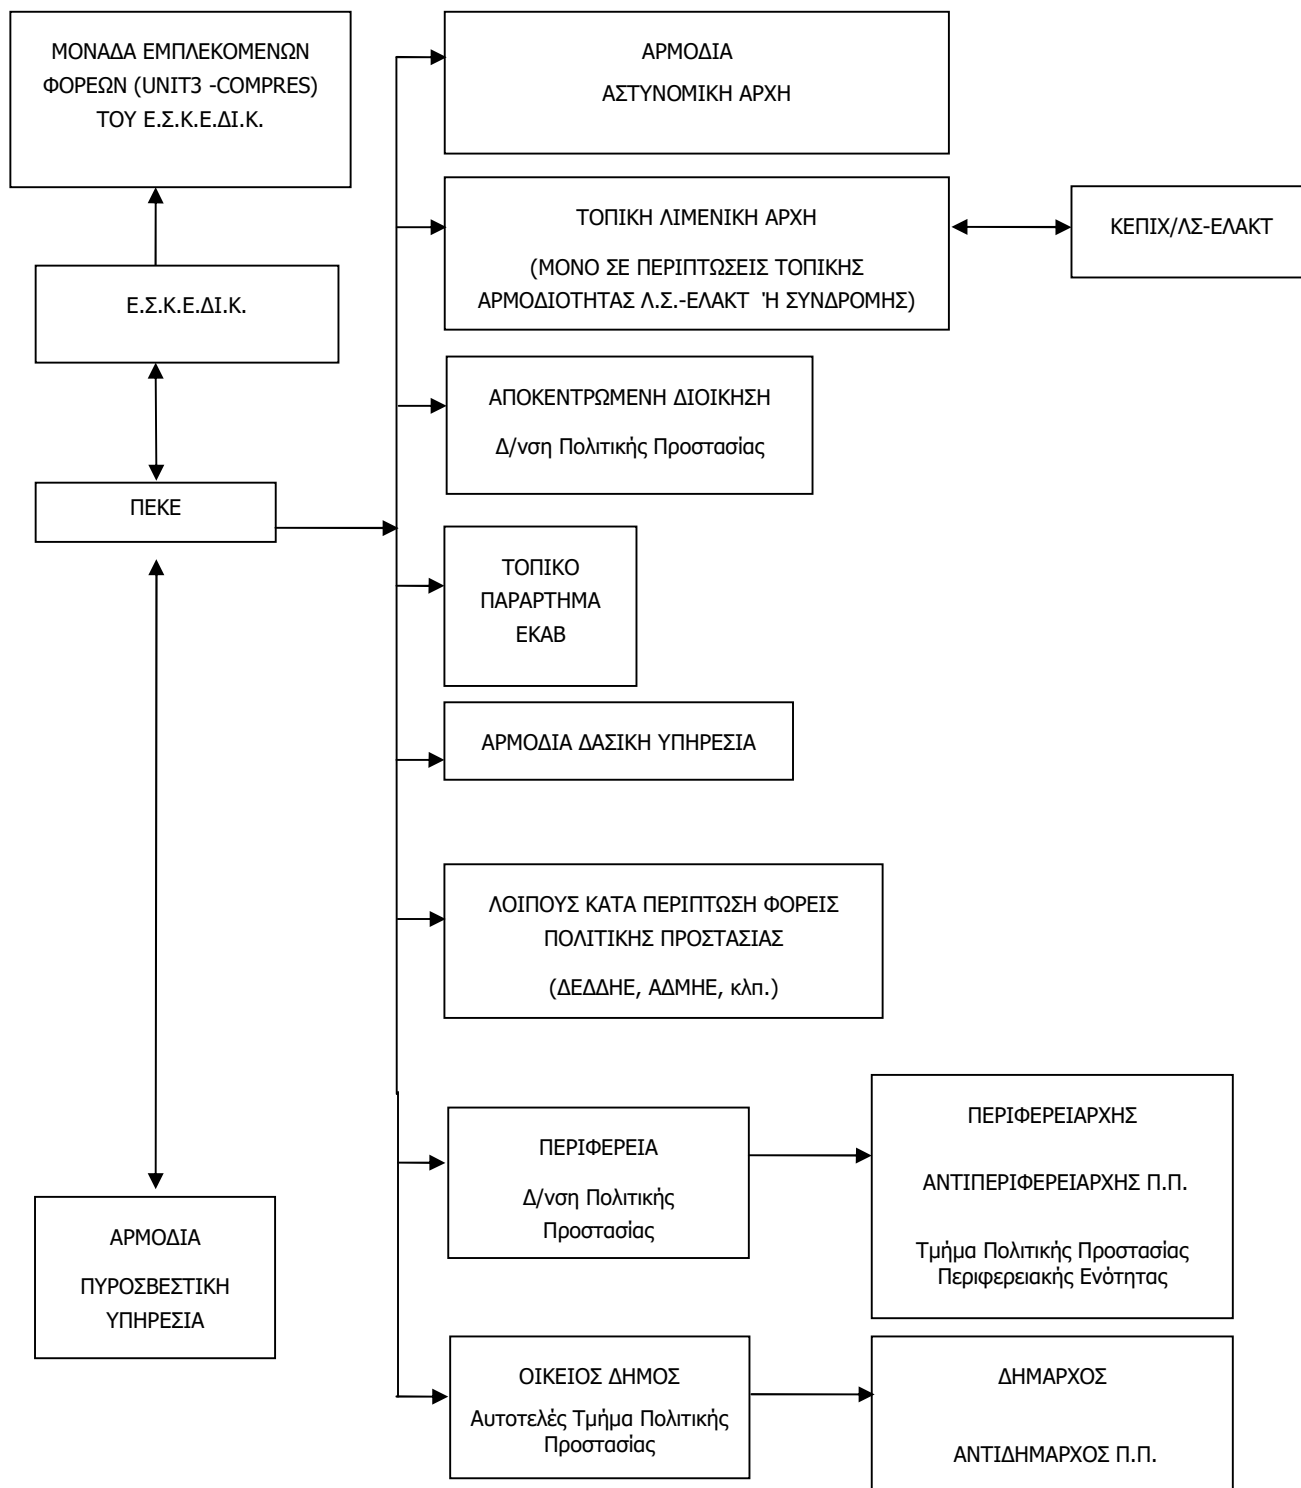 ΜΟΝΑΔΑ ΕΜΠΛΕΚΟΜΕΝΩΝ
ΦΟΡΕΩΝ (UNIT3 -COMPRES)
ΤΟΥ Ε.Σ.Κ.Ε.ΔΙ.Κ.
Ε.Σ.Κ.Ε.ΔΙ.Κ.
ΠΕΚΕ
ΑΡΜΟΔΙΑ
ΠΥΡΟΣΒΕΣΤΙΚΗ
ΥΠΗΡΕΣΙΑ
ΑΡΜΟΔΙΑ
ΑΣΤΥΝΟΜΙΚΗ ΑΡΧΗ
ΤΟΠΙΚΗ ΛΙΜΕΝΙΚΗ ΑΡΧΗ
(ΜΟΝΟ ΣΕ ΠΕΡΙΠΤΩΣΕΙΣ ΤΟΠΙΚΗΣ
ΑΡΜΟΔΙΟΤΗΤΑΣ Λ.Σ.-ΕΛΑΚΤ Ή ΣΥΝΔΡΟΜΗΣ)
ΚΕΠΙΧ/ΛΣ-ΕΛΑΚΤ
ΑΠΟΚΕΝΤΡΩΜΕΝΗ ΔΙΟΙΚΗΣΗ
Δ/νση Πολιτικής Προστασίας
ΤΟΠΙΚΟ
ΠΑΡΑΡΤΗΜΑ
ΕΚΑΒ
ΑΡΜΟΔΙΑ ΔΑΣΙΚΗ ΥΠΗΡΕΣΙΑ
ΛΟΙΠΟΥΣ ΚΑΤΑ ΠΕΡΙΠΤΩΣΗ ΦΟΡΕΙΣ
ΠΟΛΙΤΙΚΗΣ ΠΡΟΣΤΑΣΙΑΣ
(ΔΕΔΔΗΕ, ΑΔΜΗΕ, κλπ.)
ΠΕΡΙΦΕΡΕΙΑ
Δ/νση Πολιτικής
Προστασίας
ΠΕΡΙΦΕΡΕΙΑΡΧΗΣ
ΑΝΤΙΠΕΡΙΦΕΡΕΙΑΡΧΗΣ Π.Π.
Τμήμα Πολιτικής Προστασίας
Περιφερειακής Ενότητας
ΟΙΚΕΙΟΣ ΔΗΜΟΣ
Αυτοτελές Τμήμα Πολιτικής
Προστασίας
ΔΗΜΑΡΧΟΣ
ΑΝΤΙΔΗΜΑΡΧΟΣ Π.Π.